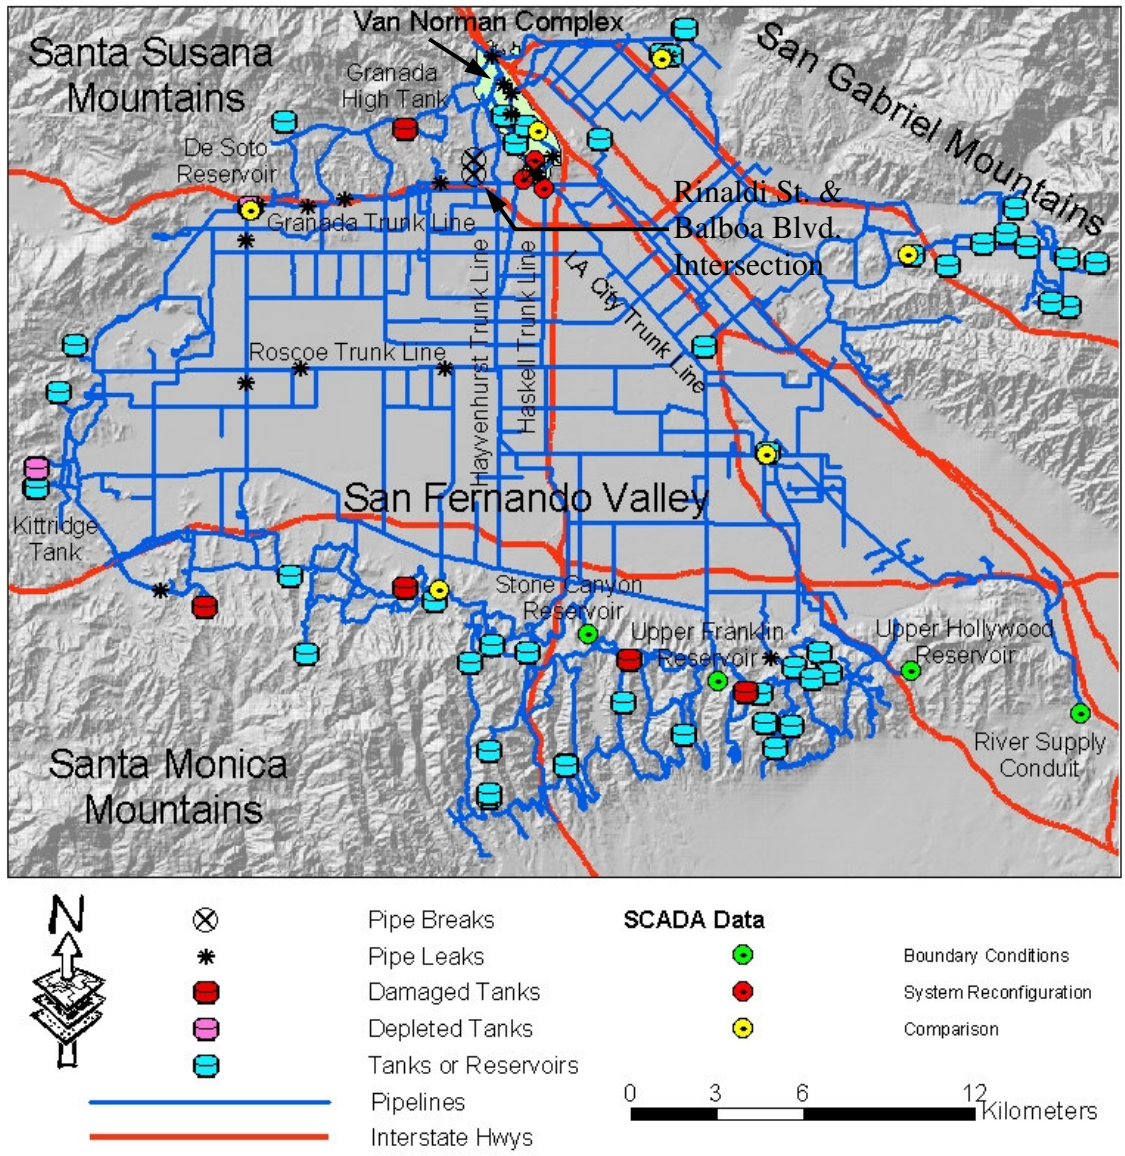 Van Norman Complex
Santa Susana
Mountains
Granada
High Tank
San Gabriel Mountains
De Soto
Reservoir
Rinaldi St. &
Balboa Blvd.
Intersection
Granada Trunk Line
Hayvenhurst Trunk Line
Haskell Trunk Line
LA City Trunk Line
Roscoe Trunk Line
San Fernando Valley
Kittridge
Tank
Stone Canyon
Reservoir
Upper Franklin
Reservoir
Upper Hollywood
Reservoir
River Supply
Conduit
Santa Monica
Mountains
N
Pipe Breaks
Pipe Leaks
Damaged Tanks
Depleted Tanks
Tanks or Reservoirs
Pipelines
Interstate Hwys
SCADA Data
Boundary Conditions
System Reconfiguration
Comparison
0 3 6 12
Kilometers